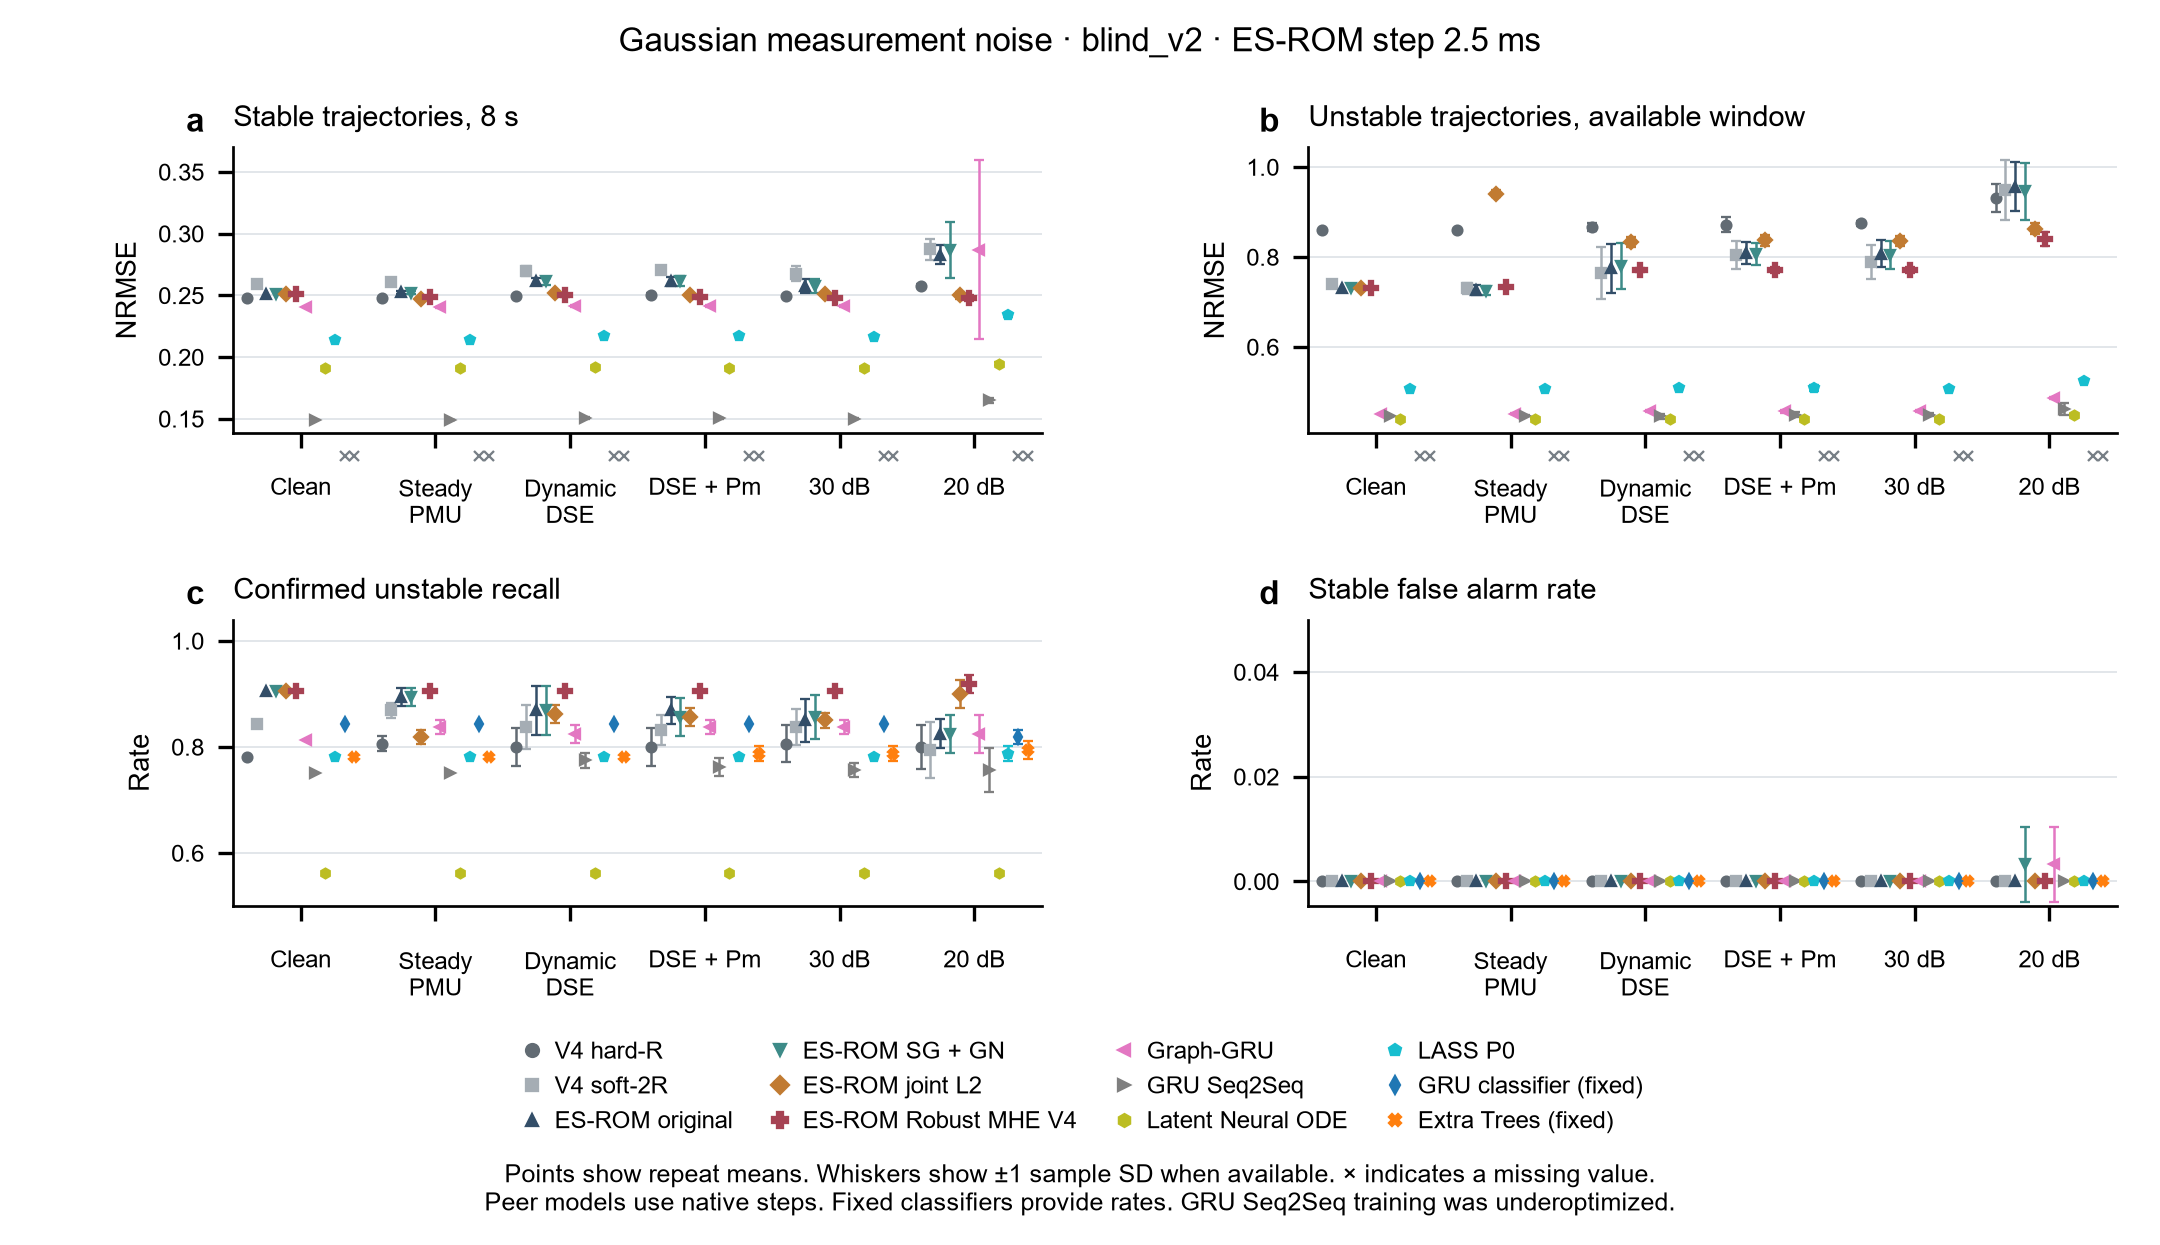 Gaussian measurement noise · blind_v2 · ES-ROM step 2.5 ms
a Stable trajectories, 8 s
NRMSE
0.35
0.30
0.25
0.20
0.15
Clean
Steady
PMU
Dynamic
DSE
DSE + Pm
30 dB
20 dB
b Unstable trajectories, available window
NRMSE
1.0
0.8
0.6
Clean
Steady
PMU
Dynamic
DSE
DSE + Pm
30 dB
20 dB
c Confirmed unstable recall
Rate
1.0
0.8
0.6
Clean
Steady
PMU
Dynamic
DSE
DSE + Pm
30 dB
20 dB
d Stable false alarm rate
Rate
0.04
0.02
0.00
Clean
Steady
PMU
Dynamic
DSE
DSE + Pm
30 dB
20 dB
V4 hard-R
V4 soft-2R
ES-ROM original
ES-ROM SG + GN
ES-ROM joint L2
ES-ROM Robust MHE V4
Graph-GRU
GRU Seq2Seq
Latent Neural ODE
LASS P0
GRU classifier (fixed)
Extra Trees (fixed)
Points show repeat means. Whiskers show ±1 sample SD when available. × indicates a missing value.
Peer models use native steps. Fixed classifiers provide rates. GRU Seq2Seq training was underoptimized.